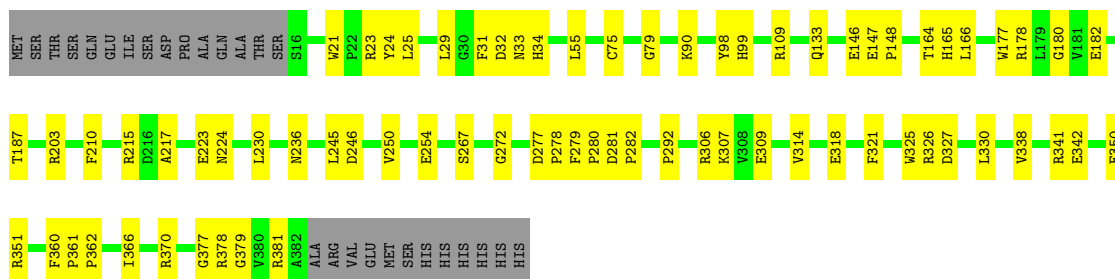 MET SER THR SER GLN GLU ILE SER ASP PRO ALA GLN ALA THR SER S16 W21 P22 R23 Y24 L25 L29 G30 F31 D32 N33 H34 L55 C75 G79 K90 Y98 H99 R109 Q133 E146 E147 P148 T164 H165 L166 W177 R178 L179 G180 V181 E182
T187 R203 F210 R215 D216 A217 E223 N224 L230 N236 L245 D246 V250 E254 S267 G272 D277 P278 F279 P280 D281 P282 P292 R306 K307 V308 E309 V314 E318 F321 W325 R326 D327 L330 V338 R341 E342
R351 F360 P361 P362 I366 R370 G377 R378 G379 V380 R381 A382 ALA ARG VAL GLU MET SER HIS HIS HIS HIS HIS HIS